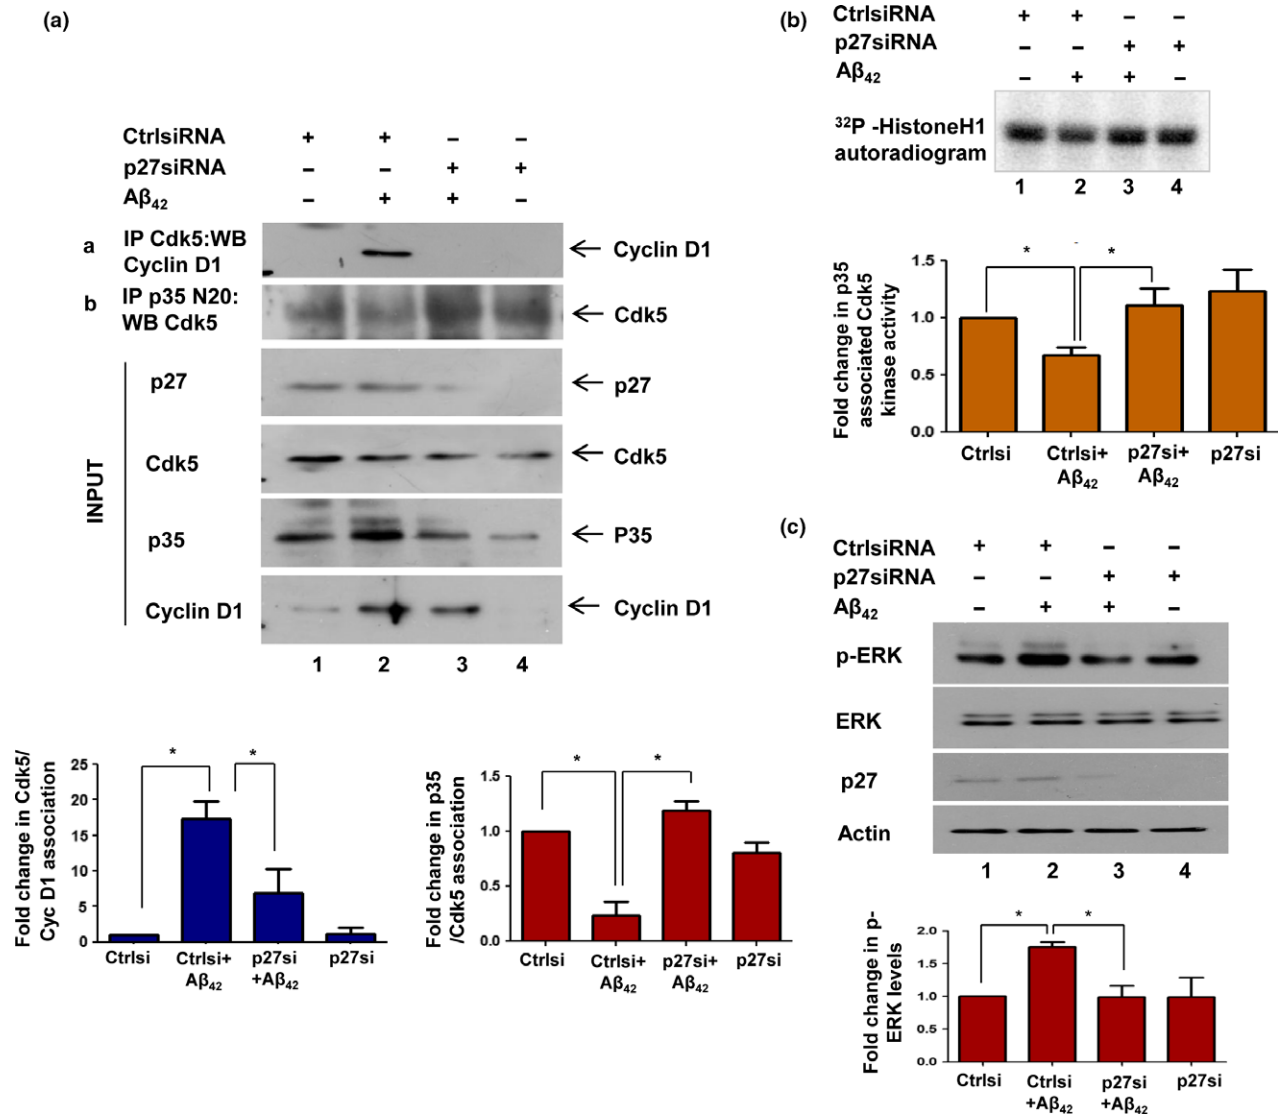 (a)
CtrlsiRNA + + – –
p27siRNA – – + +
Aβ₄₂ – + + –
a IP Cdk5:WB
Cyclin D1
← Cyclin D1
b IP p35 N20:
WB Cdk5
← Cdk5
INPUT
p27 ← p27
Cdk5 ← Cdk5
p35 ← P35
Cyclin D1 ← Cyclin D1
1 2 3 4
Fold change in Cdk5/
Cyc D1 association
25
20
15
10
5
0
* *
Ctrlsi
Ctrlsi+
Aβ₄₂
p27si
+Aβ₄₂
p27si
Fold change in p35
/Cdk5 association
1.5
1.0
0.5
0.0
* *
Ctrlsi
Ctrlsi+
Aβ₄₂
p27si+
Aβ₄₂
p27si
(b)
CtrlsiRNA + + – –
p27siRNA – – + +
Aβ₄₂ – + + –
³²P -HistoneH1
autoradiogram
1 2 3 4
Fold change in p35
associated Cdk5
kinase activity
1.5
1.0
0.5
0.0
* *
Ctrlsi
Ctrlsi+
Aβ₄₂
p27si+
Aβ₄₂
p27si
(c)
CtrlsiRNA + + – –
p27siRNA – – + +
Aβ₄₂ – + + –
p-ERK
ERK
p27
Actin
1 2 3 4
Fold change in p-
ERK levels
2.0
1.5
1.0
0.5
0.0
* *
Ctrlsi
Ctrlsi
+Aβ₄₂
p27si
+Aβ₄₂
p27si